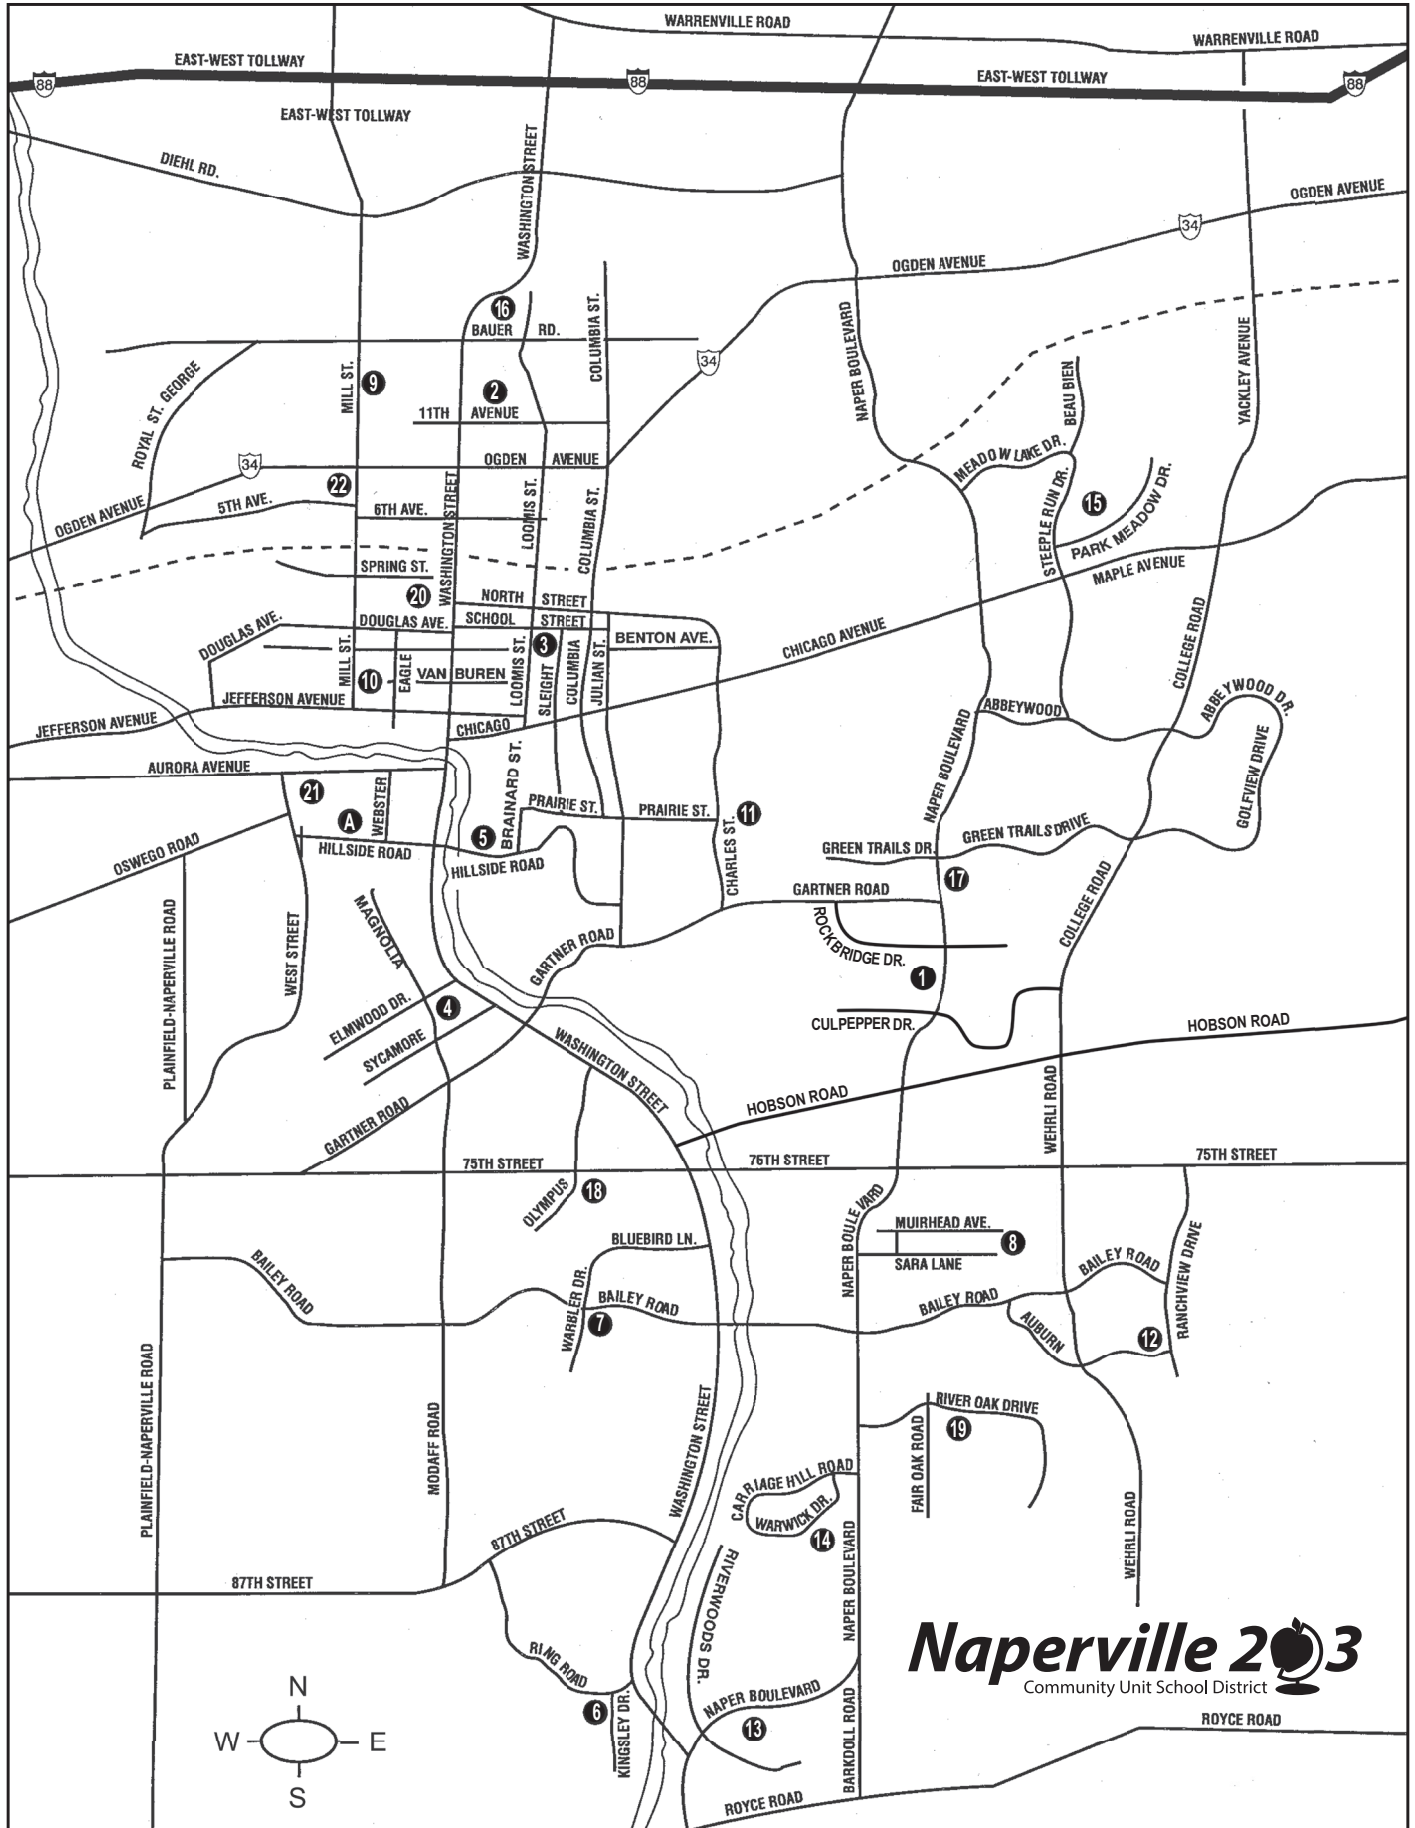 WARRENVILLE ROAD
WARRENVILLE ROAD
EAST-WEST TOLLWAY
88
88
EAST-WEST TOLLWAY
88
EAST-WEST TOLLWAY
DIEHL RD.
WASHINGTON STREET
OGDEN AVENUE
34
OGDEN AVENUE
16
BAUER RD.
COLUMBIA ST.
NAPER BOULEVARD
YACKLEY AVENUE
34
ROYAL ST. GEORGE
MILL ST.
9
2
11TH AVENUE
BEAU BIEN
MEADOW LAKE DR.
34
OGDEN AVENUE
22
OGDEN AVENUE
5TH AVE.
6TH AVE.
WASHINGTON STREET
LOOMIS ST.
COLUMBIA ST.
STEEPLE RUN DR.
15
PARK MEADOW DR.
MAPLE AVENUE
SPRING ST.
20
NORTH STREET
DOUGLAS AVE.
DOUGLAS AVE.
SCHOOL STREET
3
BENTON AVE.
CHICAGO AVENUE
COLLEGE ROAD
MILL ST.
10
EAGLE
VAN BUREN
LOOMIS ST.
SLEIGHT
COLUMBIA
JULIAN ST.
JEFFERSON AVENUE
JEFFERSON AVENUE
CHICAGO
ABBEYWOOD
ABBEYWOOD DR.
GOLFVIEW DRIVE
AURORA AVENUE
21
A
WEBSTER
HILLSIDE ROAD
5
BRAINARD ST.
PRAIRIE ST.
PRAIRIE ST.
11
CHARLES ST.
NAPER BOULEVARD
GREEN TRAILS DR.
GREEN TRAILS DRIVE
OSWEGO ROAD
HILLSIDE ROAD
17
GARTNER ROAD
COLLEGE ROAD
PLAINFIELD-NAPERVILLE ROAD
WEST STREET
MAGNOLIA
GARTNER ROAD
ROCKBRIDGE DR.
1
ELMWOOD DR.
4
SYCAMORE
CULPEPPER DR.
HOBSON ROAD
WASHINGTON STREET
HOBSON ROAD
WEHRLI ROAD
GARTNER ROAD
75TH STREET
75TH STREET
75TH STREET
OLYMPUS
18
NAPER BOULEVARD
MUIRHEAD AVE.
8
SARA LANE
BLUEBIRD LN.
BAILEY ROAD
WARBLER DR.
BAILEY ROAD
7
BAILEY ROAD
BAILEY ROAD
RANCHVIEW DRIVE
AUBURN
12
PLAINFIELD-NAPERVILLE ROAD
MODAFF ROAD
WASHINGTON STREET
RIVER OAK DRIVE
19
FAIR OAK ROAD
CARRIAGE HILL ROAD
WARWICK DR.
14
NAPER BOULEVARD
WEHRLI ROAD
87TH STREET
87TH STREET
RIVERWOODS DR.
RING ROAD
6
KINGSLEY DR.
NAPER BOULEVARD
13
BARKDOLL ROAD
Naperville 203
Community Unit School District
ROYCE ROAD
ROYCE ROAD
N
W E
S